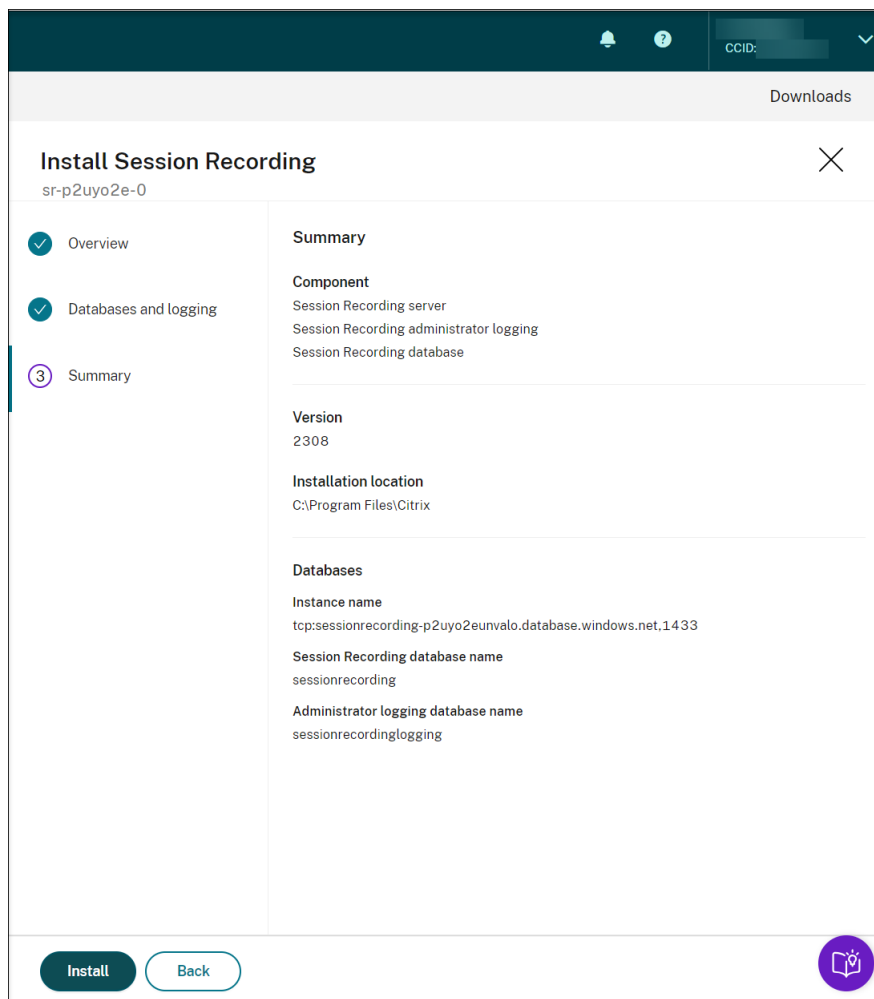 CCID:
Downloads
Install Session Recording
sr-p2uyo2e-0
Overview
Databases and logging
3 Summary
Summary
Component
Session Recording server
Session Recording administrator logging
Session Recording database
Version
2308
Installation location
C:\Program Files\Citrix
Databases
Instance name
tcp:sessionrecording-p2uyo2eunvalo.database.windows.net,1433
Session Recording database name
sessionrecording
Administrator logging database name
sessionrecordinglogging
Install
Back